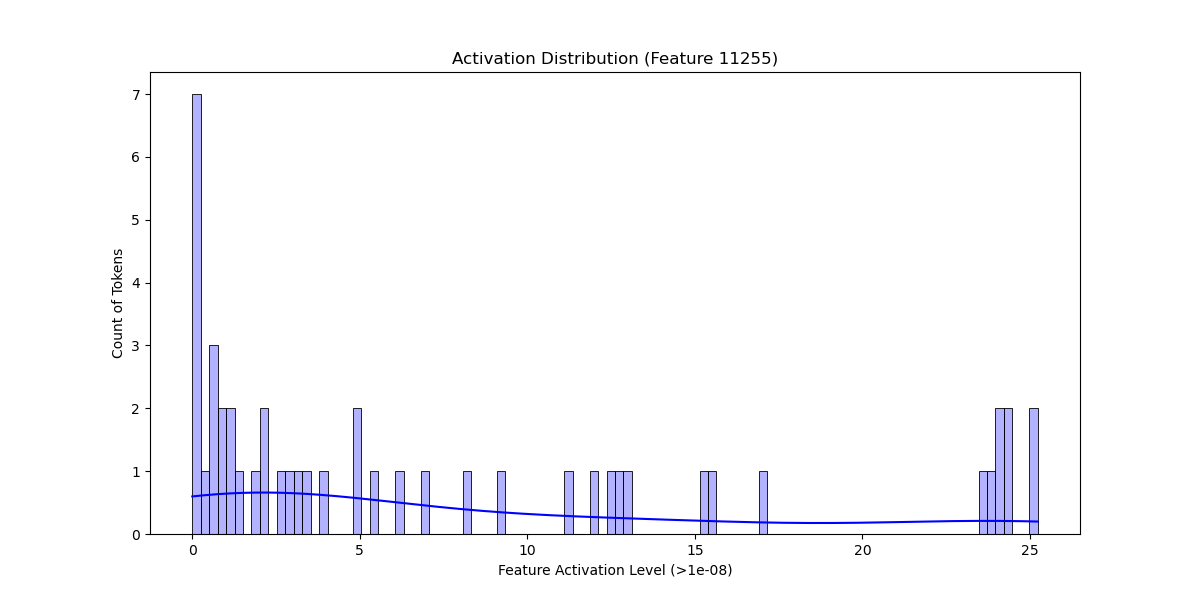 Activation Distribution (Feature 11255)
7
6
5
4
3
2
1
0
Count of Tokens
0 5 10 15 20 25
Feature Activation Level (>1e-08)